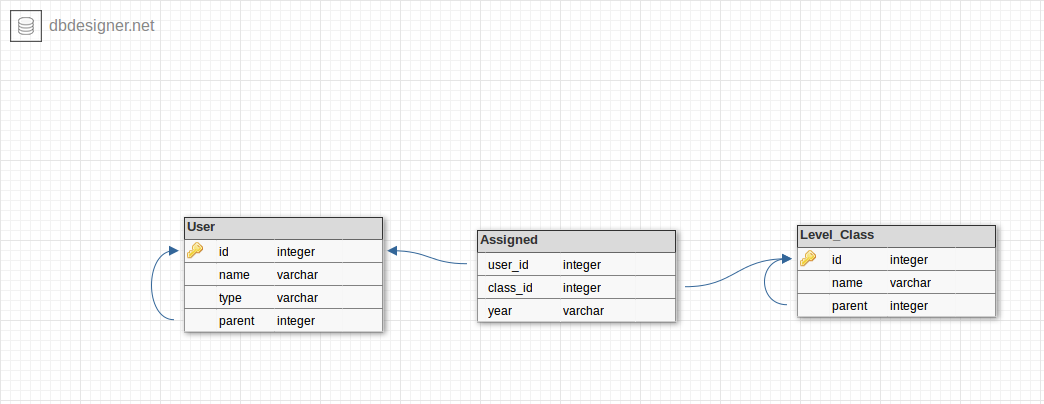 dbdesigner.net
User
id integer
name varchar
type varchar
parent integer
Assigned
user_id integer
class_id integer
year varchar
Level_Class
id integer
name varchar
parent integer